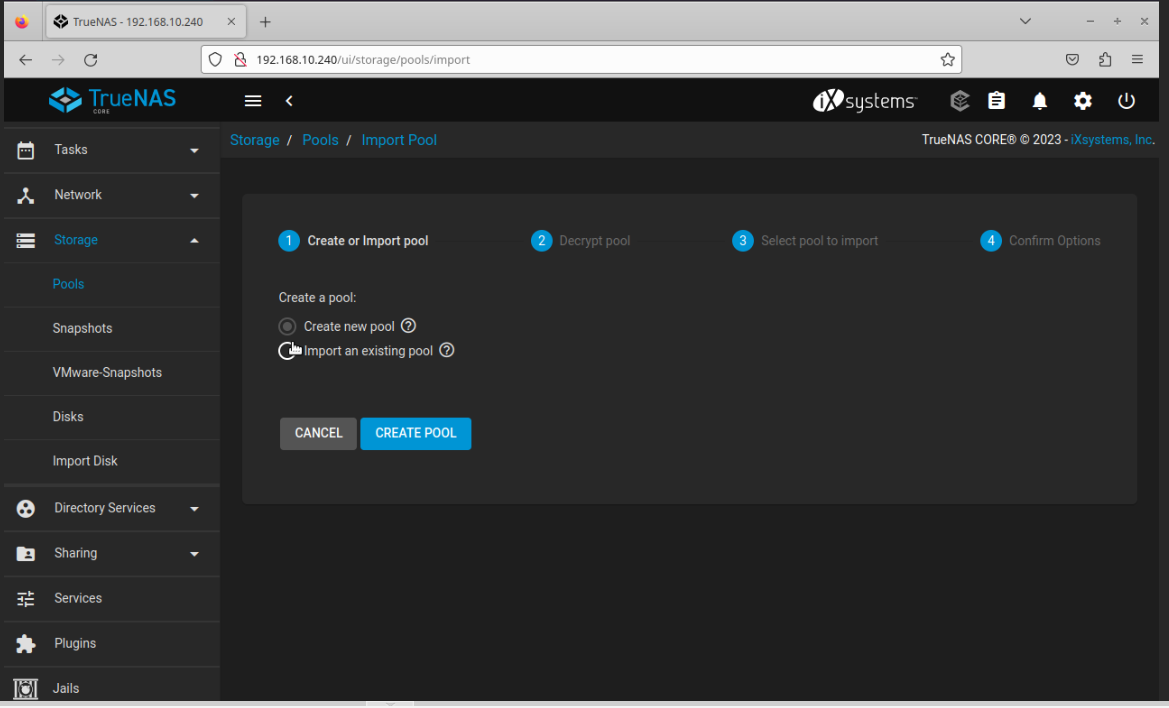 TrueNAS - 192.168.10.240
192.168.10.240/ui/storage/pools/import
TrueNAS
CORE
iXsystems
Storage / Pools / Import Pool
TrueNAS CORE® © 2023 - iXsystems, Inc.
Tasks
Network
Storage
Pools
Snapshots
VMware-Snapshots
Disks
Import Disk
Directory Services
Sharing
Services
Plugins
Jails
1 Create or Import pool
2 Decrypt pool
3 Select pool to import
4 Confirm Options
Create a pool:
Create new pool ?
Import an existing pool ?
CANCEL
CREATE POOL